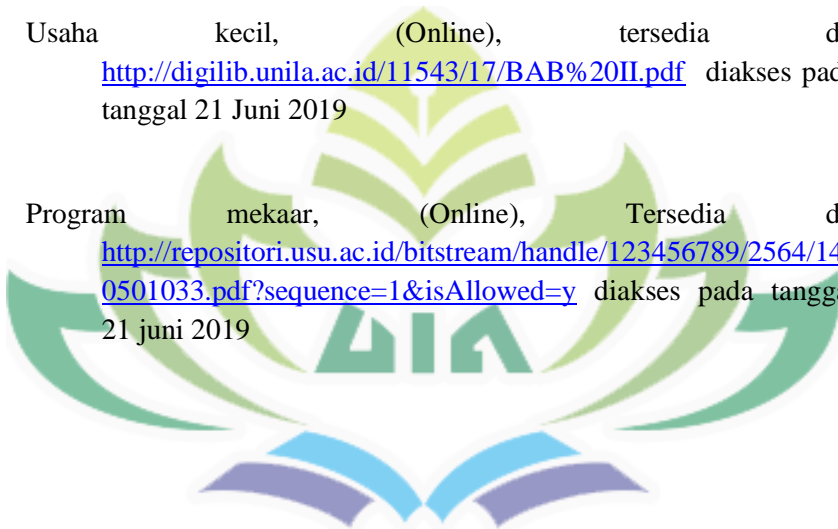 Usaha kecil, (Online), tersedia d
http://digilib.unila.ac.id/11543/17/BAB%20II.pdf diakses pad
tanggal 21 Juni 2019
Program mekaar, (Online), Tersedia d
http://repositori.usu.ac.id/bitstream/handle/123456789/2564/14
0501033.pdf?sequence=1&isAllowed=y diakses pada tangga
21 juni 2019
UIN